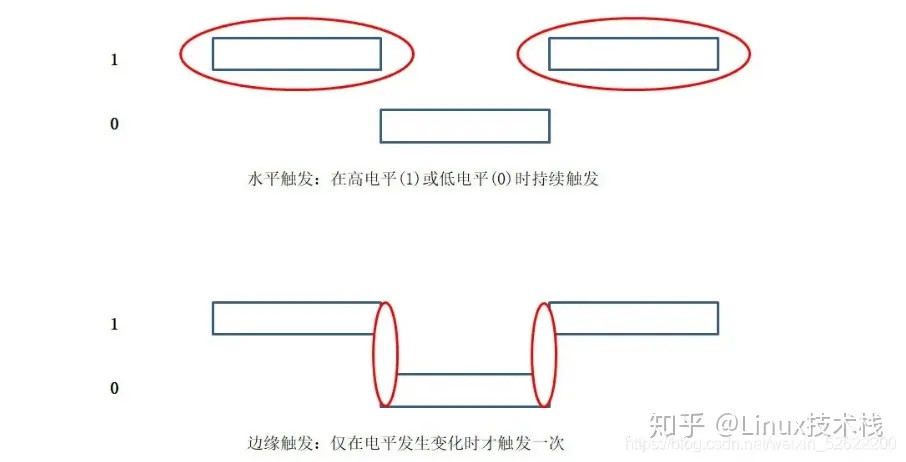 1
0
水平触发：在高电平(1)或低电平(0)时持续触发
1
0
边缘触发：仅在电平发生变化时才触发一次
知乎 @Linux技术栈
https://blog.csdn.net/weixin_52622200